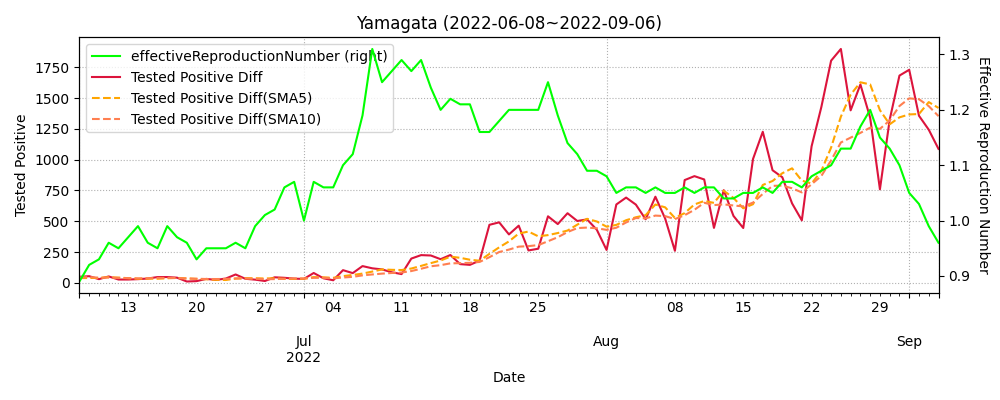 Yamagata (2022-06-08~2022-09-06)
effectiveReproductionNumber (right)
Tested Positive Diff
Tested Positive Diff(SMA5)
Tested Positive Diff(SMA10)
Tested Positive
1750
1500
1250
1000
750
500
250
0
1.3
1.2
1.1
1.0
0.9
Effective Reproduction Number
13 20 27 04 11 18 25 08 15 22 29
Jul Aug Sep
2022
Date